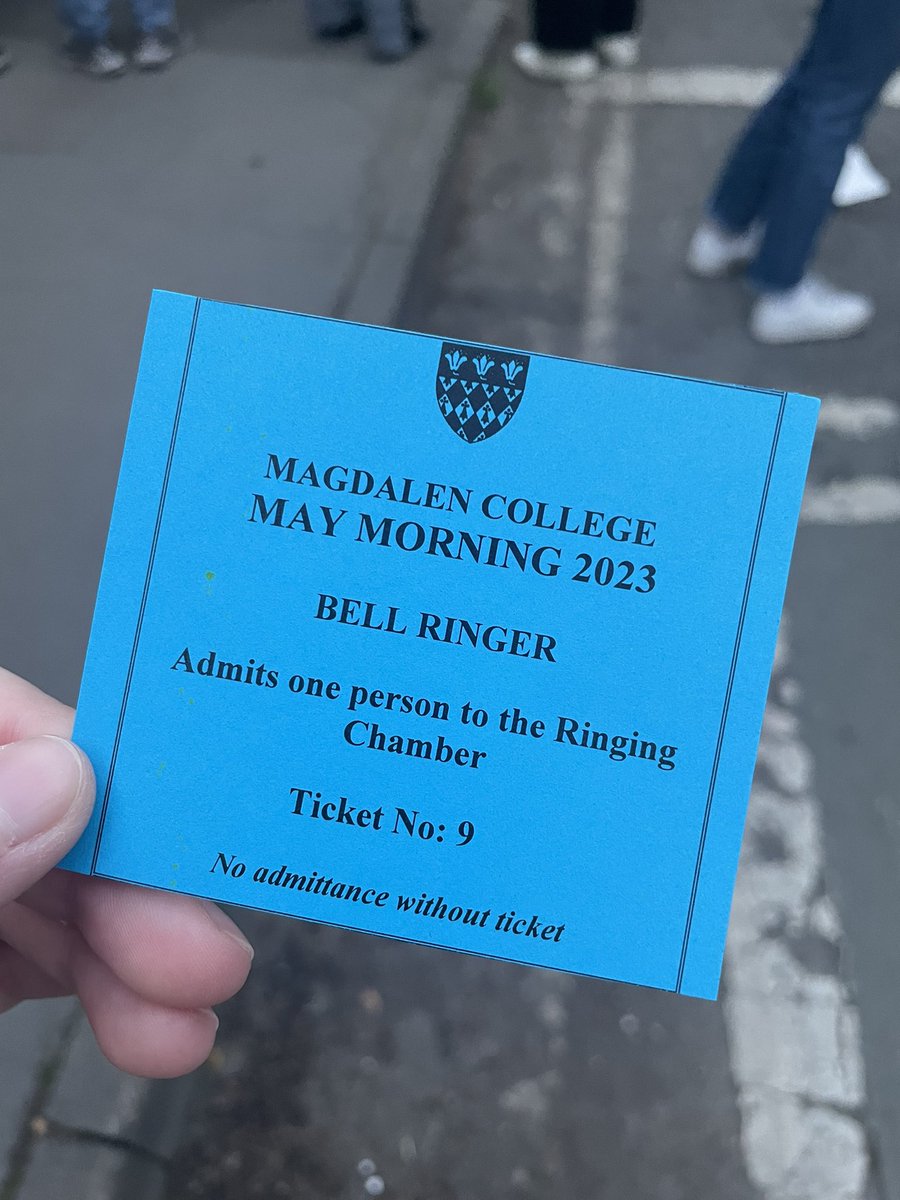 MAGDALEN COLLEGE
MAY MORNING 2023
BELL RINGER
Admits one person to the Ringing
Chamber
Ticket No: 9
No admittance without ticket